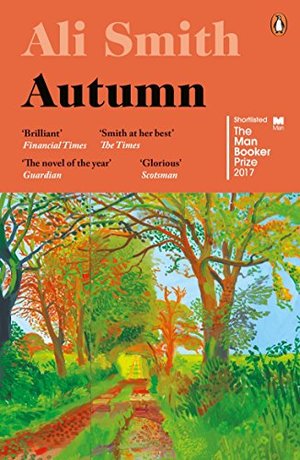 Ali Smith
Autumn
‘Brilliant’
Financial Times
‘Smith at her best’
The Times
‘The novel of the year’
Guardian
‘Glorious’
Scotsman
Shortlisted
The
Man
Booker
Prize
2017
Man